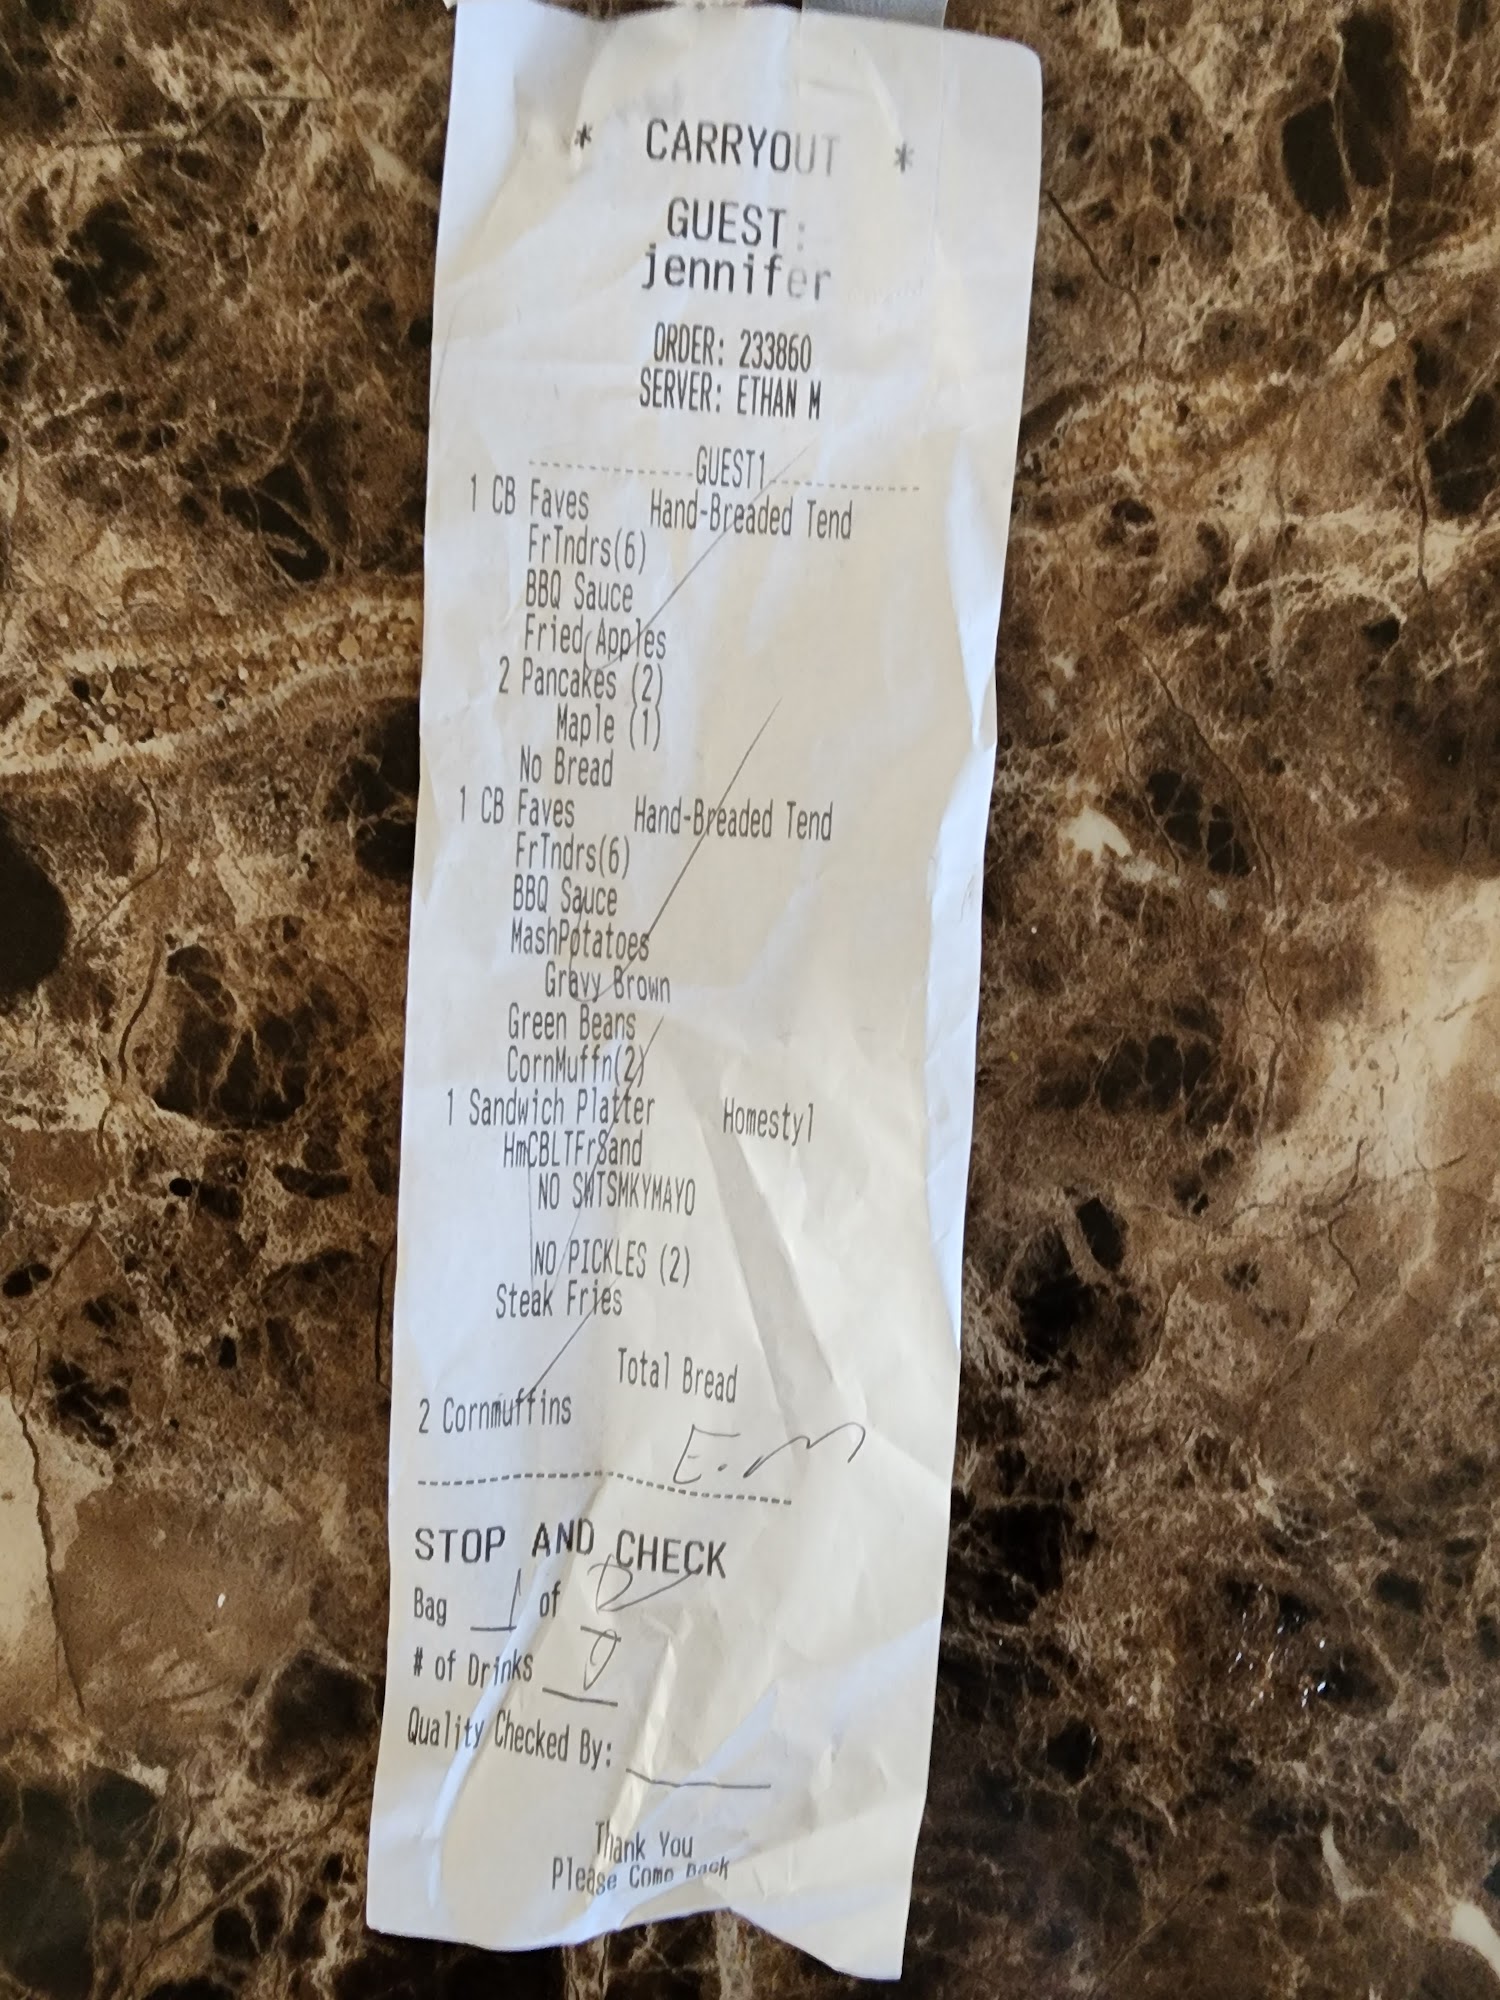 * CARRYOUT *
GUEST:
jennifer
ORDER: 233860
SERVER: ETHAN M
----------------GUEST1----------------
1 CB Faves Hand-Breaded Tend
FrTndrs(6)
BBQ Sauce
Fried Apples
2 Pancakes (2)
Maple (1)
No Bread
1 CB Faves Hand-Breaded Tend
FrTndrs(6)
BBQ Sauce
MashPotatoes
Gravy Brown
Green Beans
CornMuffn(2)
1 Sandwich Platter Homestyl
HmCBLTFrSand
NO SWTSMKYMAYO
NO PICKLES (2)
Steak Fries
Total Bread
2 Cornmuffins
E.M
STOP AND CHECK
Bag 1 of 2
# of Drinks 0
Quality Checked By:
Thank You
Please Come Back